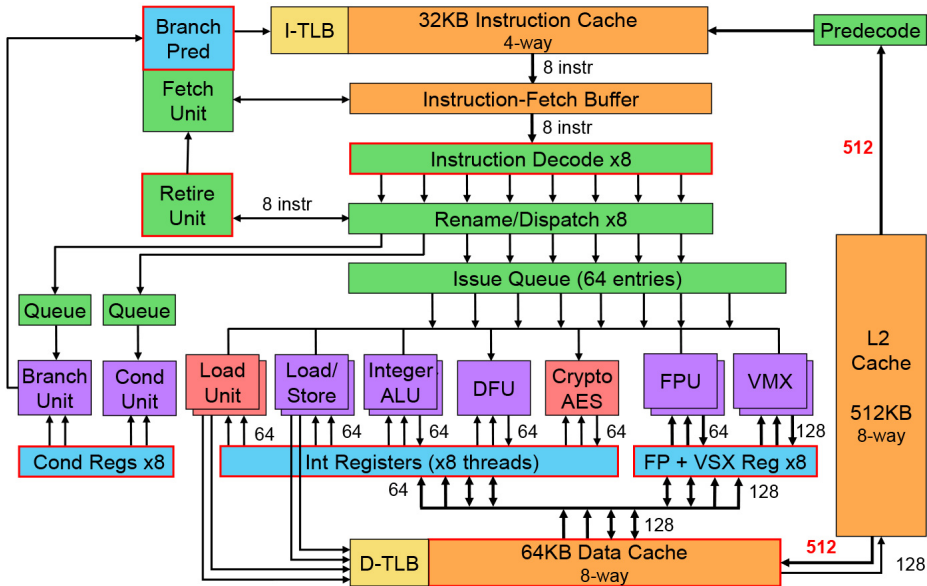 Branch
Pred
I-TLB
32KB Instruction Cache
4-way
Predecode
8 instr
Fetch
Unit
Instruction-Fetch Buffer
8 instr
512
Instruction Decode x8
Retire
Unit
8 instr
Rename/Dispatch x8
Issue Queue (64 entries)
Queue
Queue
L2
Cache
512KB
8-way
Branch
Unit
Cond
Unit
Load
Unit
Load/
Store
Integer
ALU
DFU
Crypto
AES
FPU
VMX
64
64
64
64
64
64
128
Cond Regs x8
Int Registers (x8 threads)
FP + VSX Reg x8
64
128
128
D-TLB
64KB Data Cache
8-way
512
128